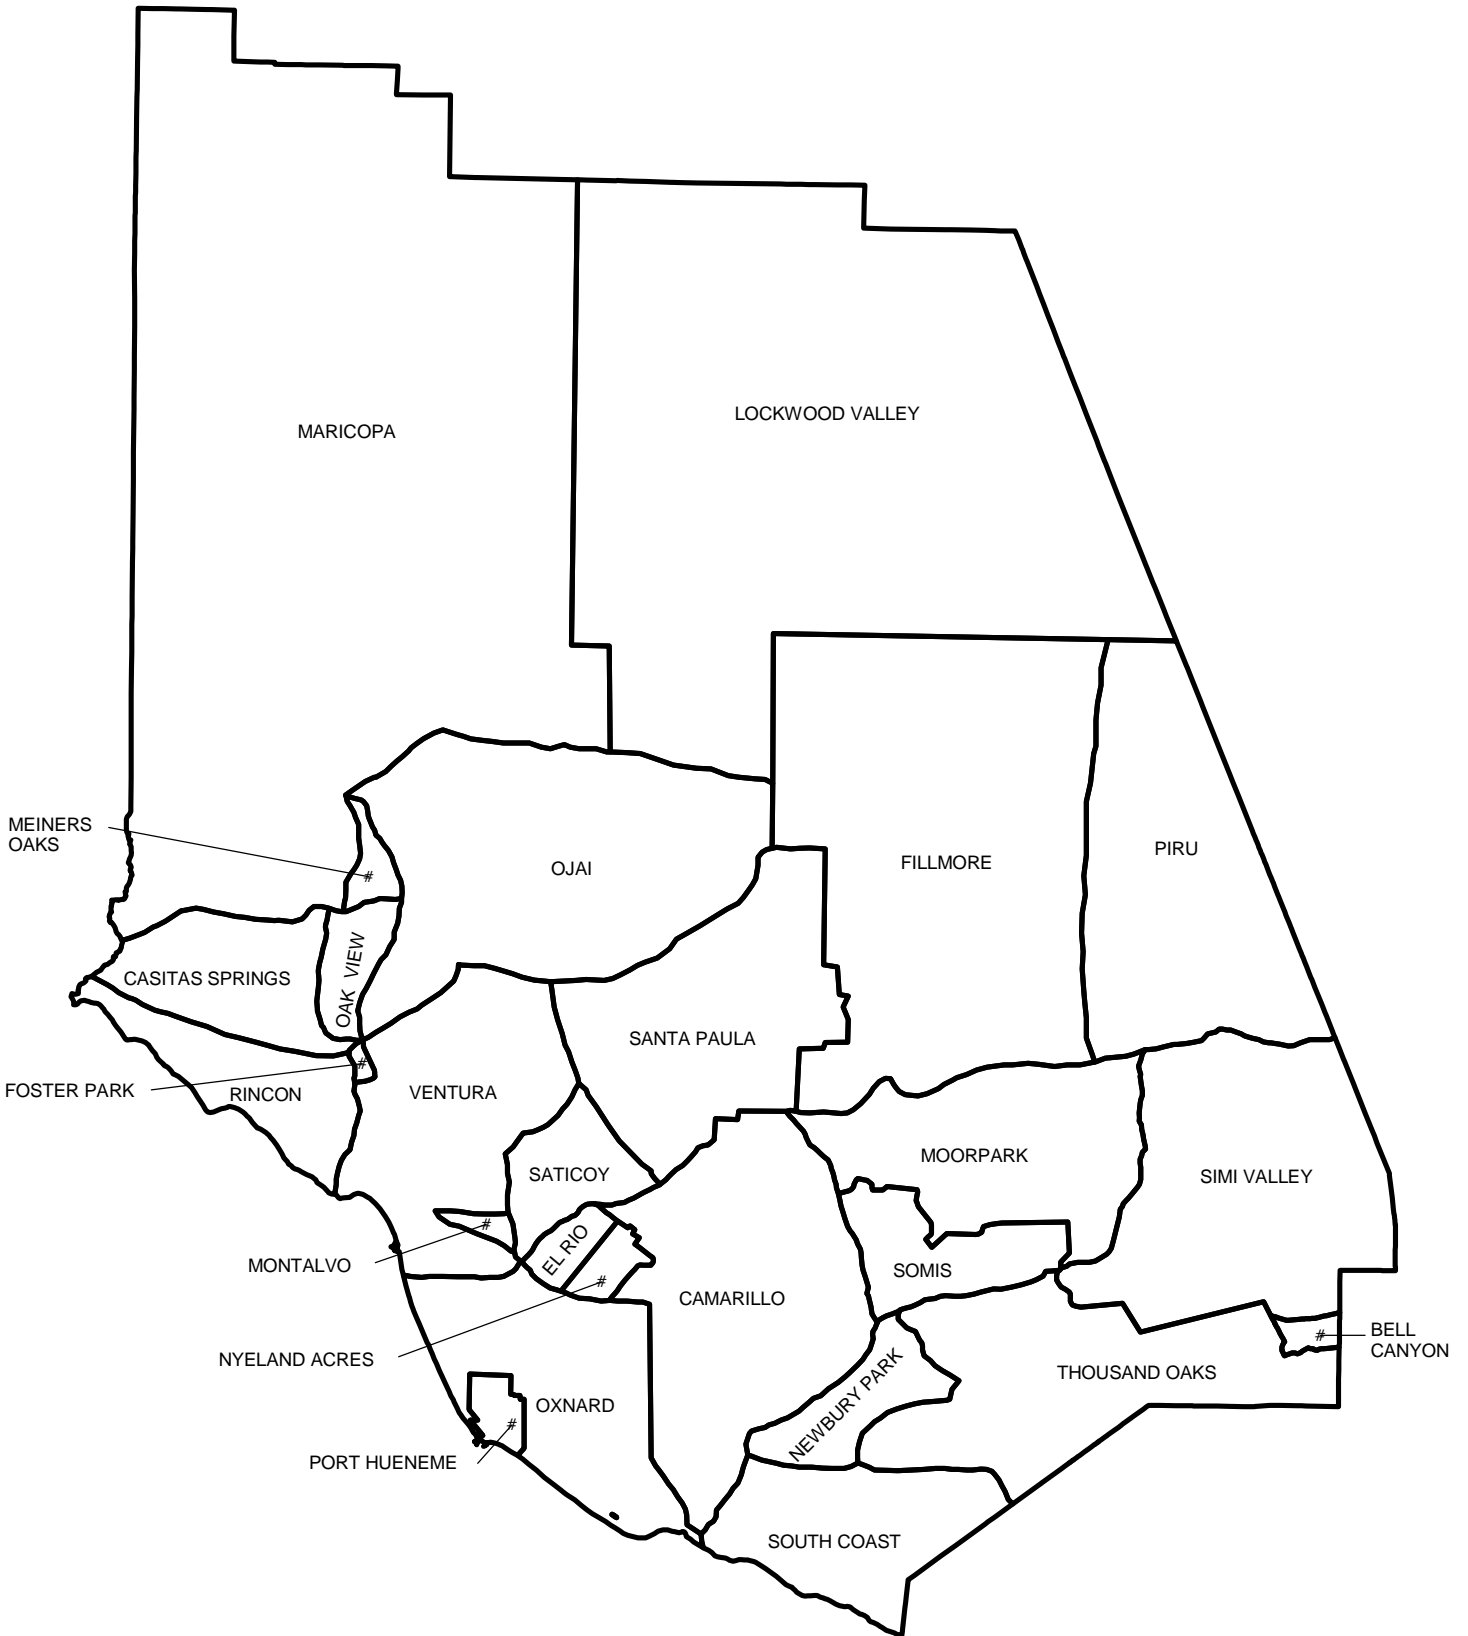 LOCKWOOD VALLEY
MARICOPA
MEINERS
OAKS
#
OJAI
FILLMORE
PIRU
CASITAS SPRINGS
OAK VIEW
SANTA PAULA
#
FOSTER PARK
RINCON
VENTURA
MOORPARK
SATICOY
SIMI VALLEY
#
MONTALVO
EL RIO
#
SOMIS
CAMARILLO
NYELAND ACRES
#
BELL
CANYON
THOUSAND OAKS
NEWBURY PARK
OXNARD
#
PORT HUENEME
SOUTH COAST